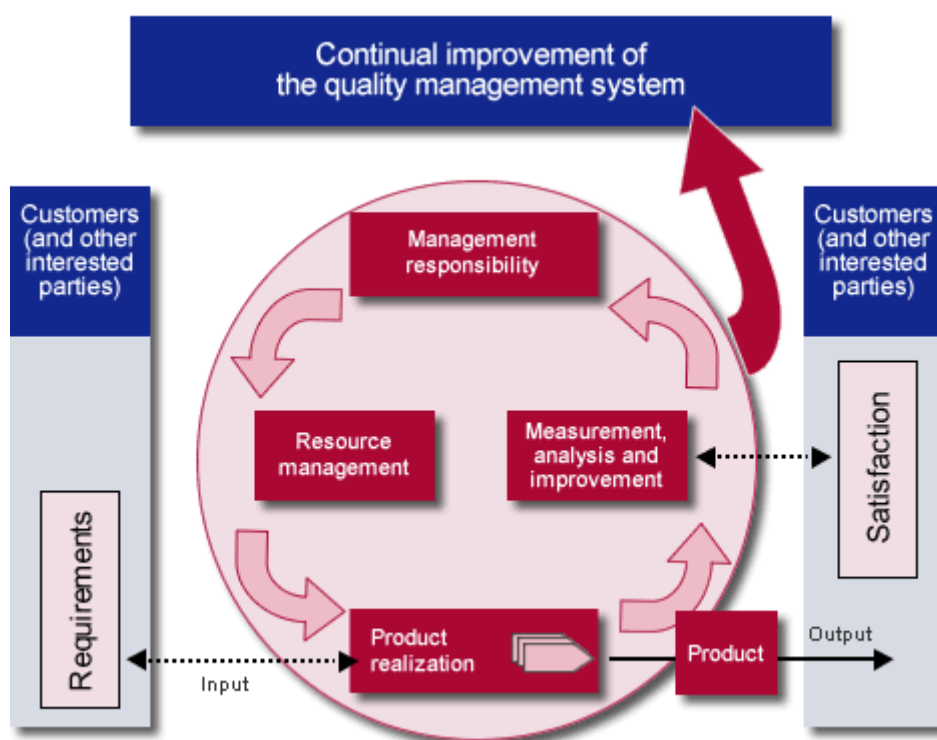 Continual improvement of
the quality management system
Customers
(and other
interested
parties)
Customers
(and other
interested
parties)
Management
responsibility
Resource
management
Measurement,
analysis and
improvement
Satisfaction
Requirements
Product
realization
Product
Output
Input